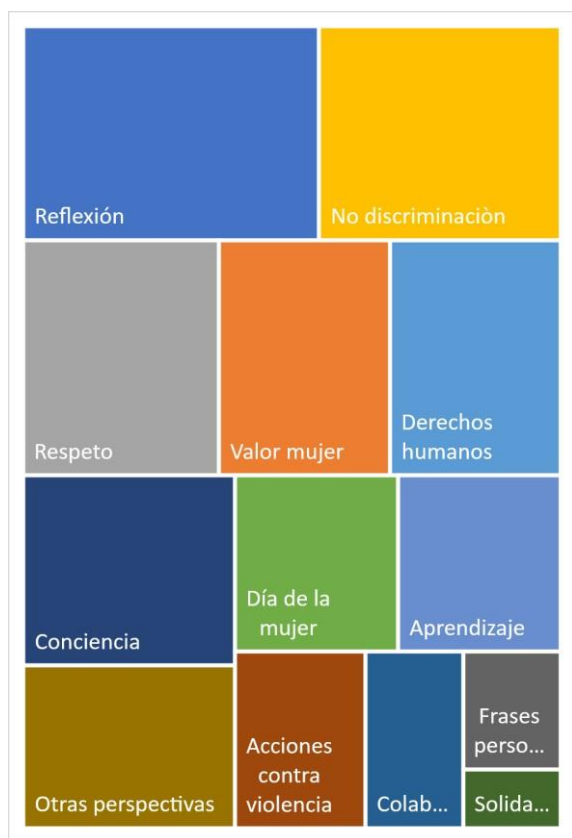 Reflexión
No discriminaciòn
Respeto
Valor mujer
Derechos
humanos
Conciencia
Día de la
mujer
Aprendizaje
Otras perspectivas
Acciones
contra
violencia
Colab...
Frases
perso...
Solida...